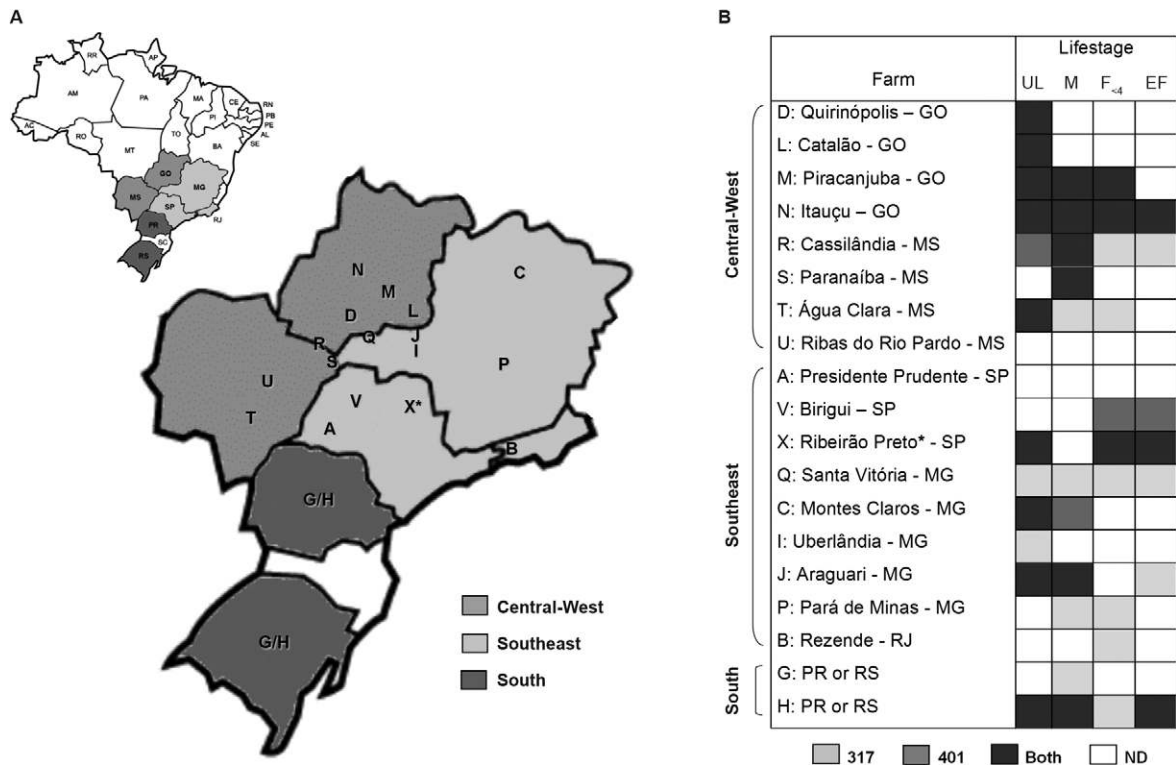 A
RR
AP
AM
PA
MA
CE
RN
PB
PE
AL
SE
PI
AC
RO
TO
BA
MT
GO
MG
MS
SP
RJ
PR
SC
RS
N
M
D
L
C
Q
J
I
R
S
P
U
T
V
X*
A
B
G/H
G/H
Central-West
Southeast
South
B
Farm
Lifestage
UL M F<4 EF
Central-West
D: Quirinópolis – GO
L: Catalão - GO
M: Piracanjuba - GO
N: Itauçu – GO
R: Cassilândia - MS
S: Paranaíba - MS
T: Água Clara - MS
U: Ribas do Rio Pardo - MS
Southeast
A: Presidente Prudente - SP
V: Birigui – SP
X: Ribeirão Preto* - SP
Q: Santa Vitória - MG
C: Montes Claros - MG
I: Uberlândia - MG
J: Araguari - MG
P: Pará de Minas - MG
B: Rezende - RJ
South
G: PR or RS
H: PR or RS
317 401 Both ND